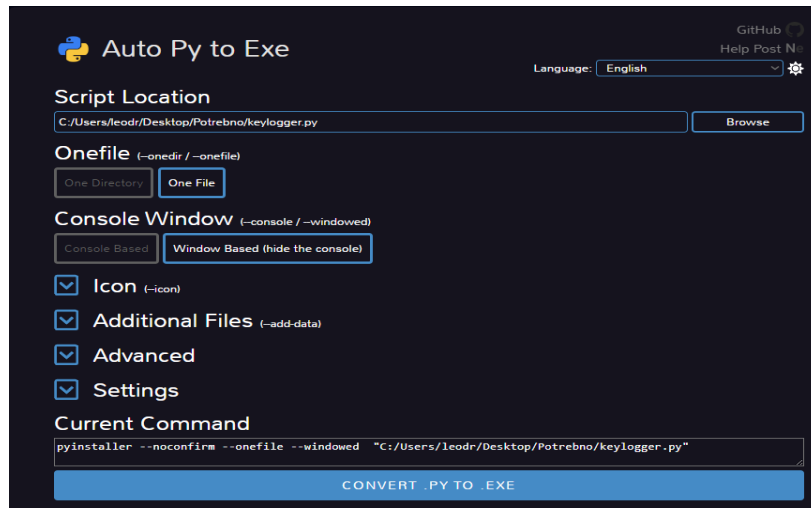 GitHub
Auto Py to Exe
Help Post Ne
Language: English
Script Location
C:/Users/leodr/Desktop/Potrebno/keylogger.py Browse
Onefile (--onedir / --onefile)
One Directory One File
Console Window (--console / --windowed)
Console Based Window Based (hide the console)
Icon (--icon)
Additional Files (--add-data)
Advanced
Settings
Current Command
pyinstaller --noconfirm --onefile --windowed "C:/Users/leodr/Desktop/Potrebno/keylogger.py"
CONVERT .PY TO .EXE